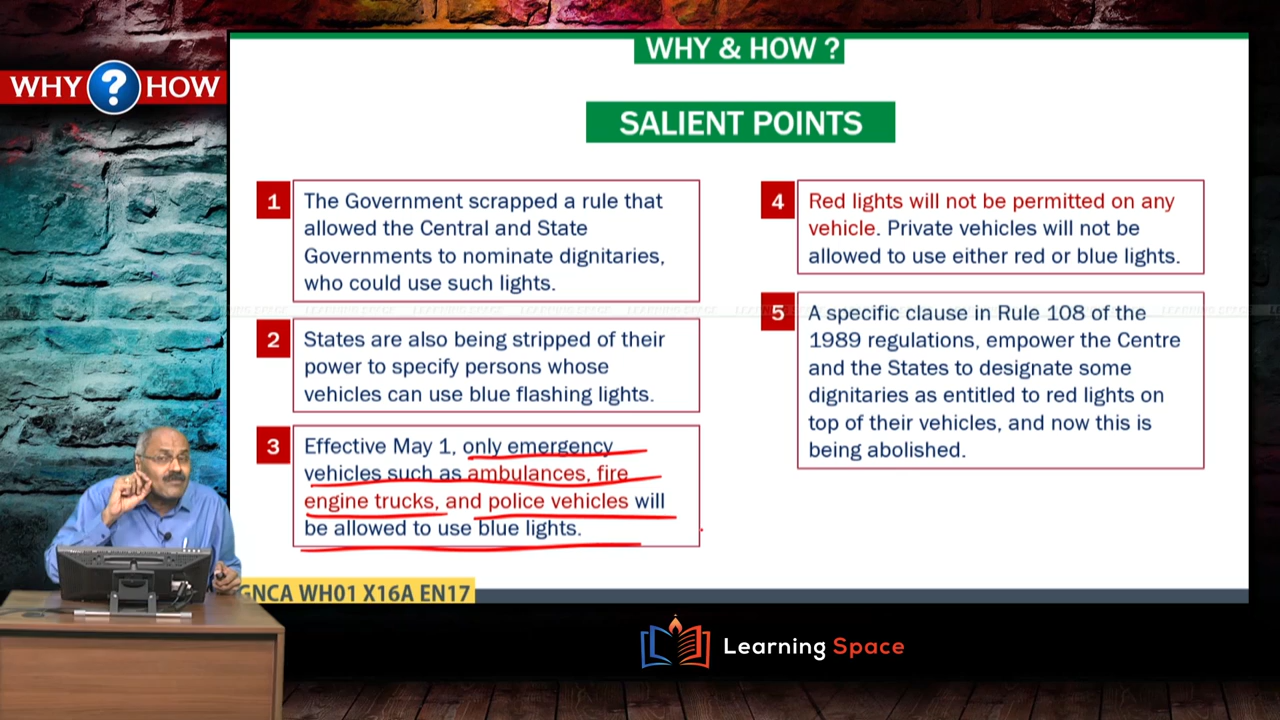 WHY ? HOW
WHY & HOW ?
SALIENT POINTS
1
The Government scrapped a rule that
allowed the Central and State
Governments to nominate dignitaries,
who could use such lights.
2
States are also being stripped of their
power to specify persons whose
vehicles can use blue flashing lights.
3
Effective May 1, only emergency
vehicles such as ambulances, fire
engine trucks, and police vehicles will
be allowed to use blue lights.
4
Red lights will not be permitted on any
vehicle. Private vehicles will not be
allowed to use either red or blue lights.
5
A specific clause in Rule 108 of the
1989 regulations, empower the Centre
and the States to designate some
dignitaries as entitled to red lights on
top of their vehicles, and now this is
being abolished.
GNCA WH01 X16A EN17
Learning Space